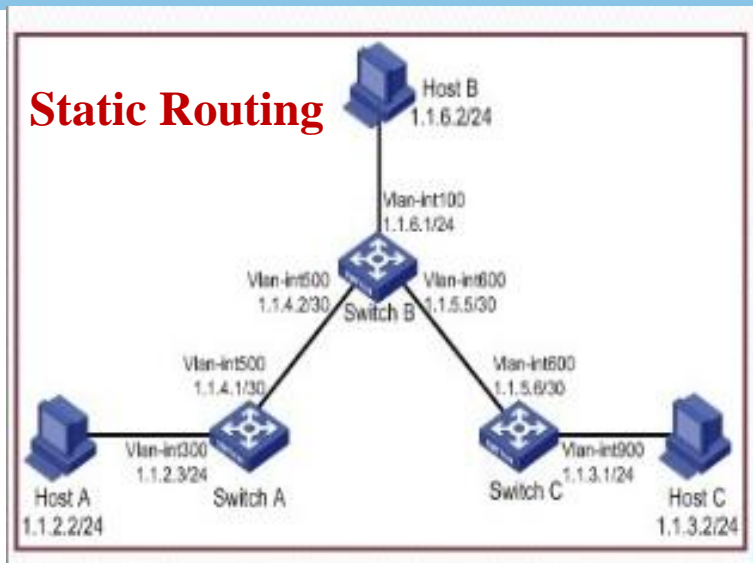 Static Routing
Host B
1.1.6.2/24
Vlan-int100
1.1.6.1/24
Vlan-int500
1.1.4.2/30
Vlan-int600
1.1.5.5/30
Switch B
Vlan-int500
1.1.4.1/30
Vlan-int600
1.1.5.6/30
Vlan-int300
1.1.2.3/24
Vlan-int900
1.1.3.1/24
Host A
1.1.2.2/24
Switch A
Switch C
Host C
1.1.3.2/24